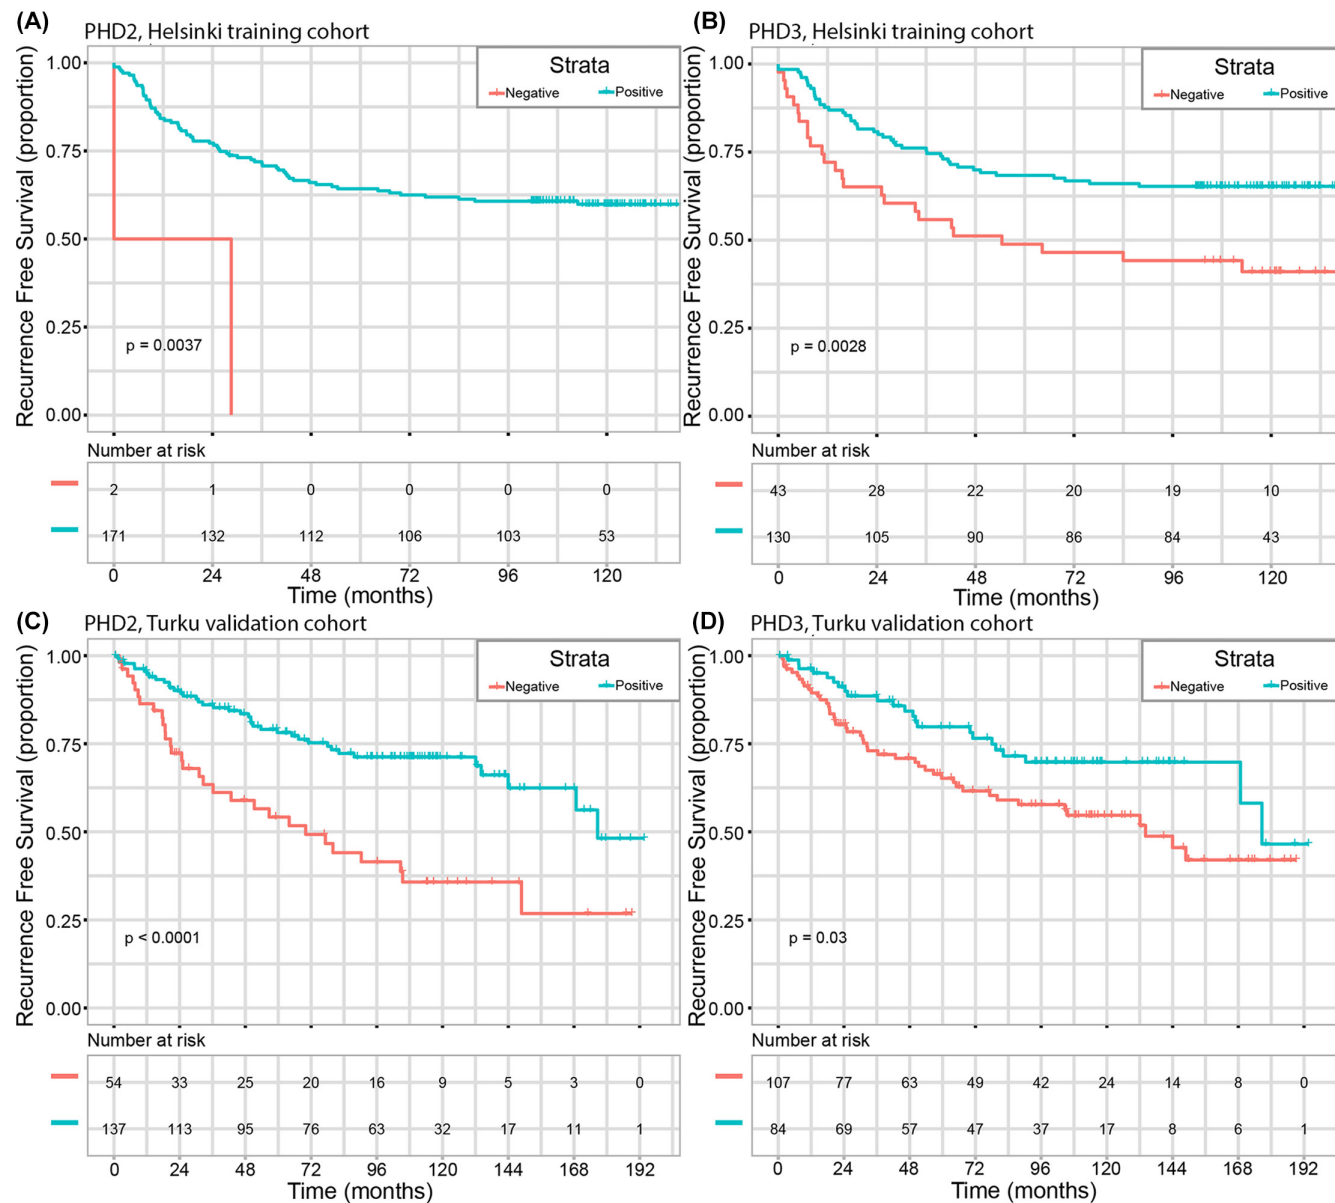 (A)
PHD2, Helsinki training cohort
Recurrence Free Survival (proportion)
1.00
0.75
0.50
0.25
0.00
Strata
Negative Positive
p = 0.0037
Number at risk
2 1 0 0 0 0
171 132 112 106 103 53
0 24 48 72 96 120
Time (months)
(B)
PHD3, Helsinki training cohort
Recurrence Free Survival (proportion)
1.00
0.75
0.50
0.25
0.00
Strata
Negative Positive
p = 0.0028
Number at risk
43 28 22 20 19 10
130 105 90 86 84 43
0 24 48 72 96 120
Time (months)
(C)
PHD2, Turku validation cohort
Recurrence Free Survival (proportion)
1.00
0.75
0.50
0.25
0.00
Strata
Negative Positive
p < 0.0001
Number at risk
54 33 25 20 16 9 5 3 0
137 113 95 76 63 32 17 11 1
0 24 48 72 96 120 144 168 192
Time (months)
(D)
PHD3, Turku validation cohort
Recurrence Free Survival (proportion)
1.00
0.75
0.50
0.25
0.00
Strata
Negative Positive
p = 0.03
Number at risk
107 77 63 49 42 24 14 8 0
84 69 57 47 37 17 8 6 1
0 24 48 72 96 120 144 168 192
Time (months)